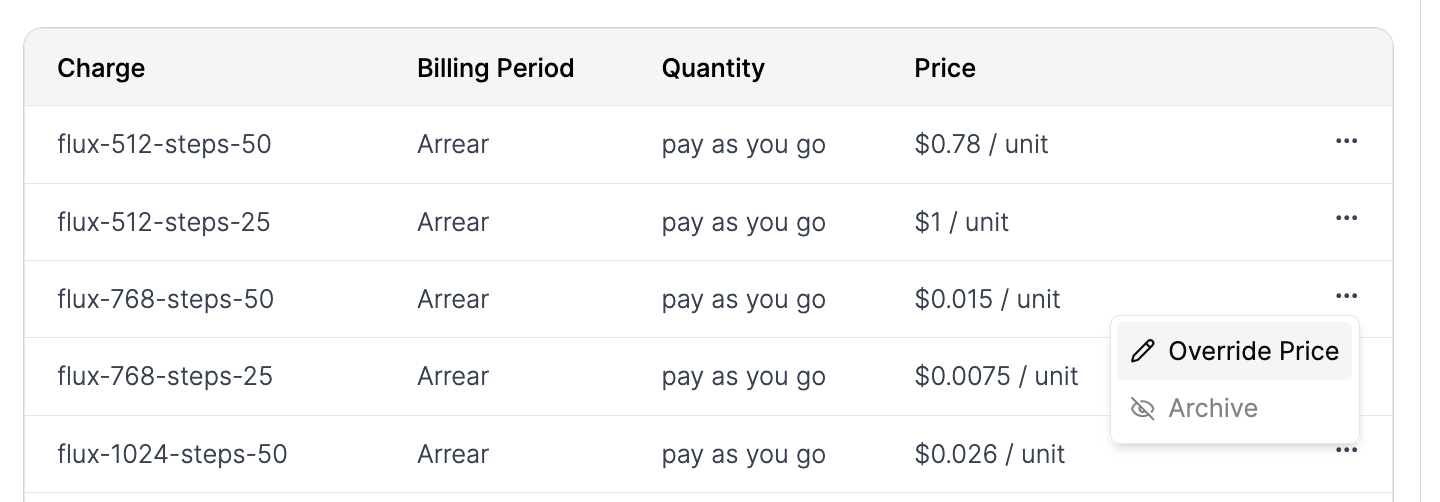 Charge Billing Period Quantity Price
flux-512-steps-50 Arrear pay as you go $0.78 / unit
flux-512-steps-25 Arrear pay as you go $1 / unit
flux-768-steps-50 Arrear pay as you go $0.015 / unit
Override Price
flux-768-steps-25 Arrear pay as you go $0.0075 / unit
Archive
flux-1024-steps-50 Arrear pay as you go $0.026 / unit